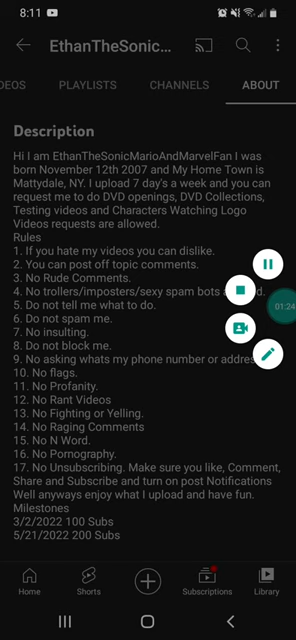 8:11
EthanTheSonic...
DEOS PLAYLISTS CHANNELS ABOUT
Description
Hi I am EthanTheSonicMarioAndMarvelFan I was
born November 12th 2007 and My Home Town is
Mattydale, NY. I upload 7 day's a week and you can
request me to do DVD openings, DVD Collections,
Testing videos and Characters Watching Logo
Videos requests are allowed.
Rules
1. If you hate my videos you can dislike.
2. You can post off topic comments.
3. No Rude Comments.
4. No trollers/imposters/sexy spam bots a
d.
5. Do not tell me what to do.
6. Do not spam me.
7. No insulting.
8. Do not block me.
9. No asking whats my phone number or addre
10. No flags.
11. No Profanity.
12. No Rant Videos
13. No Fighting or Yelling.
14. No Raging Comments
15. No N Word.
16. No Pornography.
17. No Unsubscribing. Make sure you like, Comment,
Share and Subscribe and turn on post Notifications
Well anyways enjoy what I upload and have fun.
Milestones
3/2/2022 100 Subs
5/21/2022 200 Subs
01:24
Home Shorts Subscriptions Library